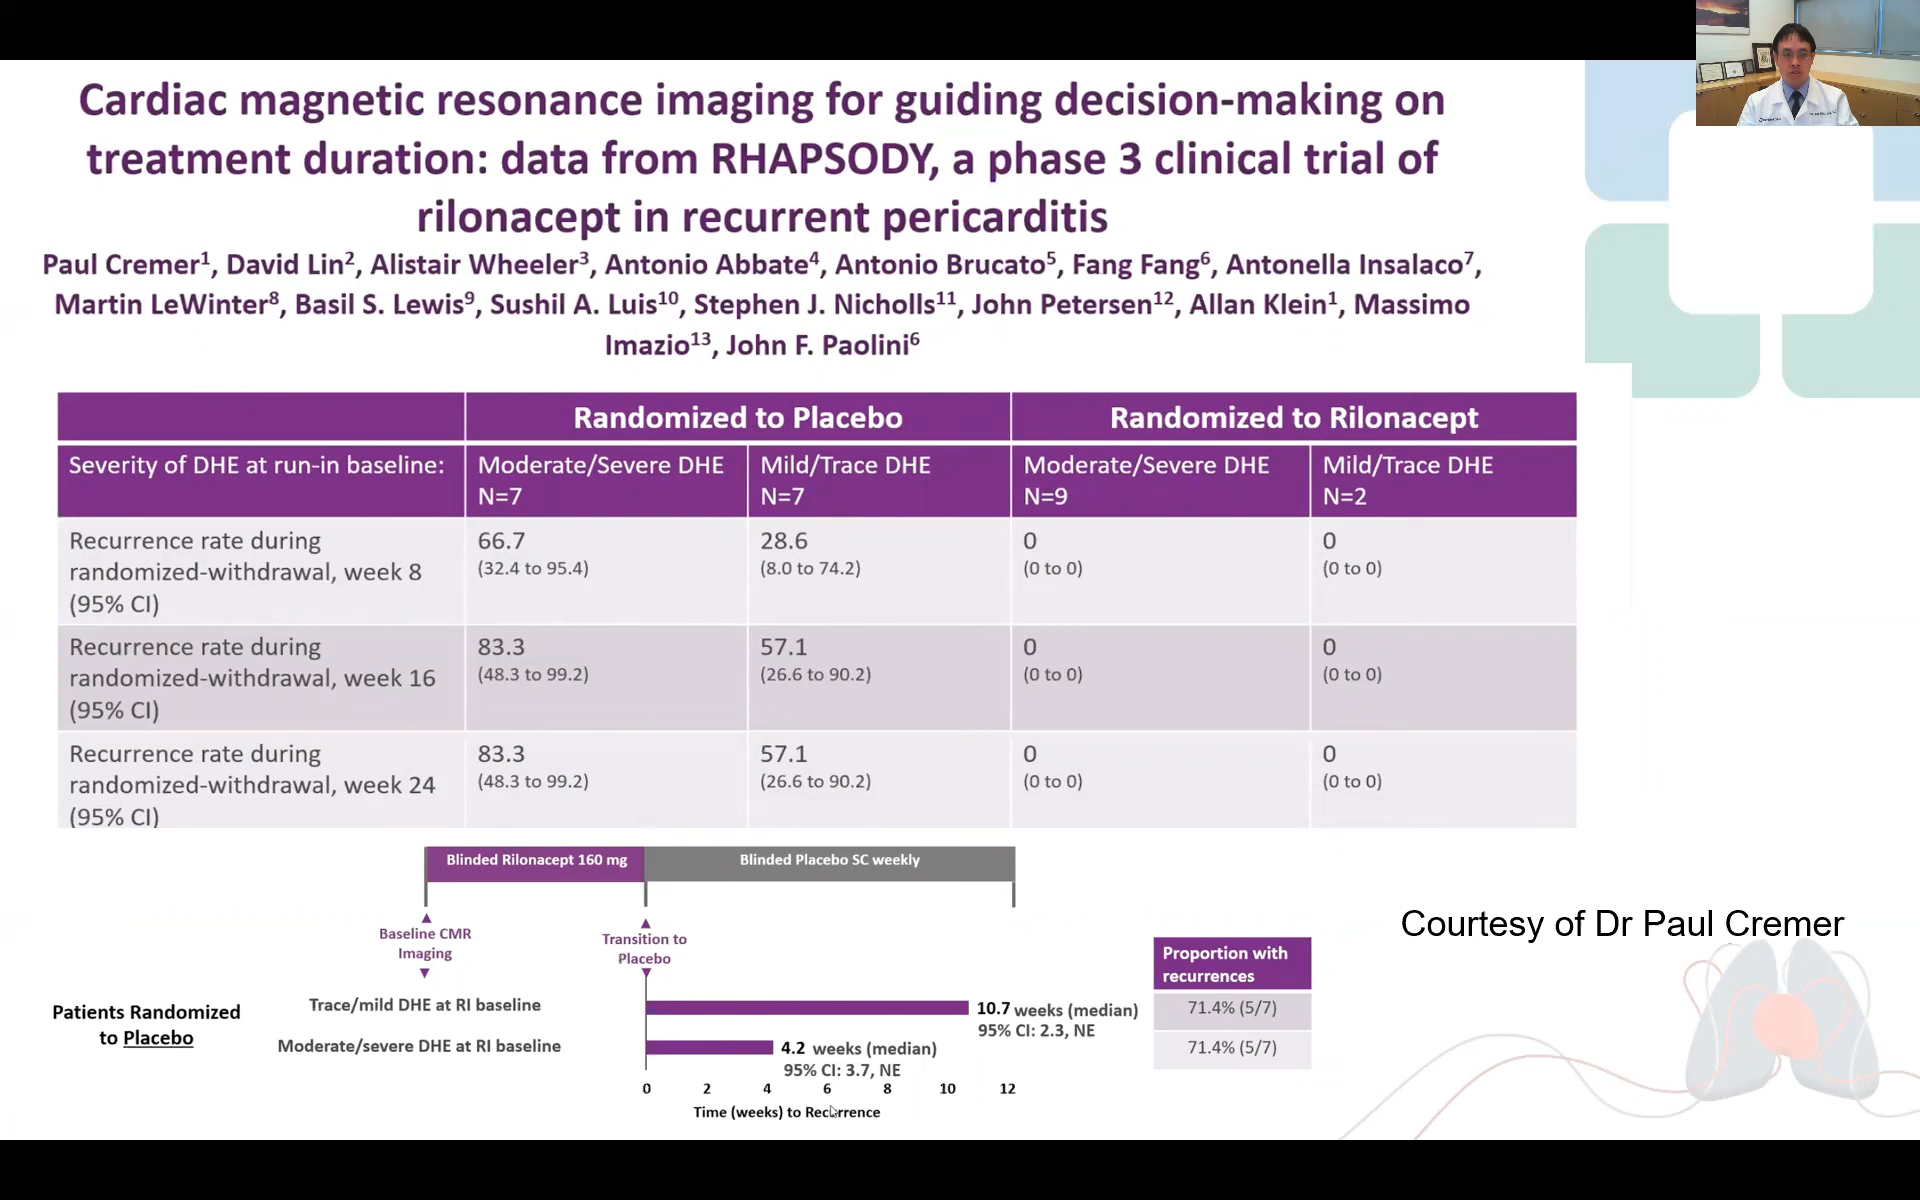 Cardiac magnetic resonance imaging for guiding decision-making on
treatment duration: data from RHAPSODY, a phase 3 clinical trial of
rilonacept in recurrent pericarditis
Paul Cremer1, David Lin2, Alistair Wheeler3, Antonio Abbate4, Antonio Brucato5, Fang Fang6, Antonella Insalaco7,
Martin LeWinter8, Basil S. Lewis9, Sushil A. Luis10, Stephen J. Nicholls11, John Petersen12, Allan Klein1, Massimo
Imazio13, John F. Paolini6
Randomized to Placebo
Randomized to Rilonacept
Severity of DHE at run-in baseline:
Moderate/Severe DHE
N=7
Mild/Trace DHE
N=7
Moderate/Severe DHE
N=9
Mild/Trace DHE
N=2
Recurrence rate during
randomized-withdrawal, week 8
(95% CI)
66.7
(32.4 to 95.4)
28.6
(8.0 to 74.2)
0
(0 to 0)
0
(0 to 0)
Recurrence rate during
randomized-withdrawal, week 16
(95% CI)
83.3
(48.3 to 99.2)
57.1
(26.6 to 90.2)
0
(0 to 0)
0
(0 to 0)
Recurrence rate during
randomized-withdrawal, week 24
(95% CI)
83.3
(48.3 to 99.2)
57.1
(26.6 to 90.2)
0
(0 to 0)
0
(0 to 0)
Blinded Rilonacept 160 mg
Blinded Placebo SC weekly
Baseline CMR
Imaging
Transition to
Placebo
Courtesy of Dr Paul Cremer
Proportion with
recurrences
Patients Randomized
to Placebo
Trace/mild DHE at RI baseline
10.7 weeks (median)
95% CI: 2.3, NE
71.4% (5/7)
Moderate/severe DHE at RI baseline
4.2 weeks (median)
95% CI: 3.7, NE
71.4% (5/7)
0 2 4 6 8 10 12
Time (weeks) to Recurrence